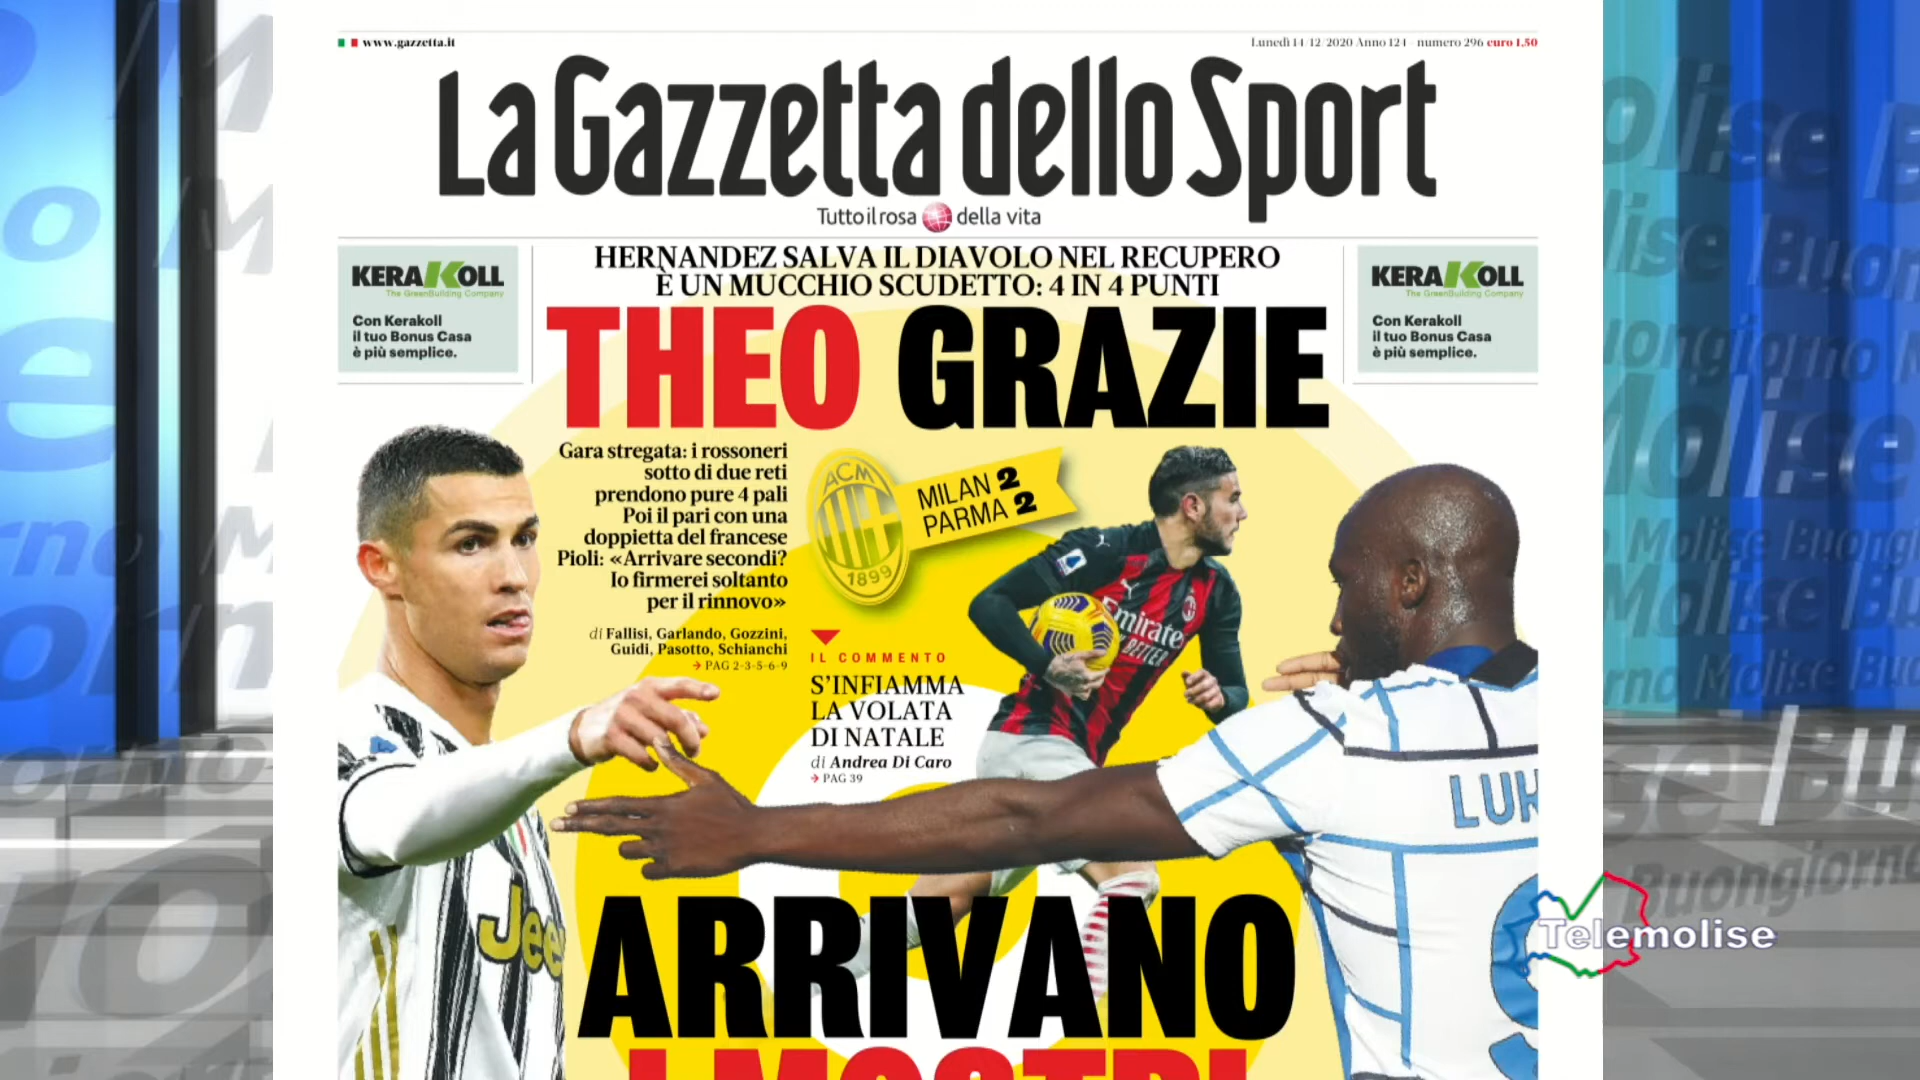 www.gazzetta.it
Lunedì 14/12/2020 Anno 124 - numero 296 euro 1,50
La Gazzetta dello Sport
Tutto il rosa della vita
KERAKOLL
The GreenBuilding Company
Con Kerakoll
il tuo Bonus Casa
è più semplice.
HERNANDEZ SALVA IL DIAVOLO NEL RECUPERO
È UN MUCCHIO SCUDETTO: 4 IN 4 PUNTI
THEO GRAZIE
KERAKOLL
The GreenBuilding Company
Con Kerakoll
il tuo Bonus Casa
è più semplice.
Gara stregata: i rossoneri
sotto di due reti
prendono pure 4 pali
Poi il pari con una
doppietta del francese
Pioli: «Arrivare secondi?
Io firmerei soltanto
per il rinnovo»
di Fallisi, Garlando, Gozzini,
Guidi, Pasotto, Schianchi
→ PAG 2-3-5-6-9
ACM
1899
MILAN 2
PARMA 2
IL COMMENTO
S'INFIAMMA
LA VOLATA
DI NATALE
di Andrea Di Caro
→ PAG 39
Emirates
BETTER
LUK
Jeep
ARRIVANO
I MOSTRI
Telemolise
Buongiorno
Molise